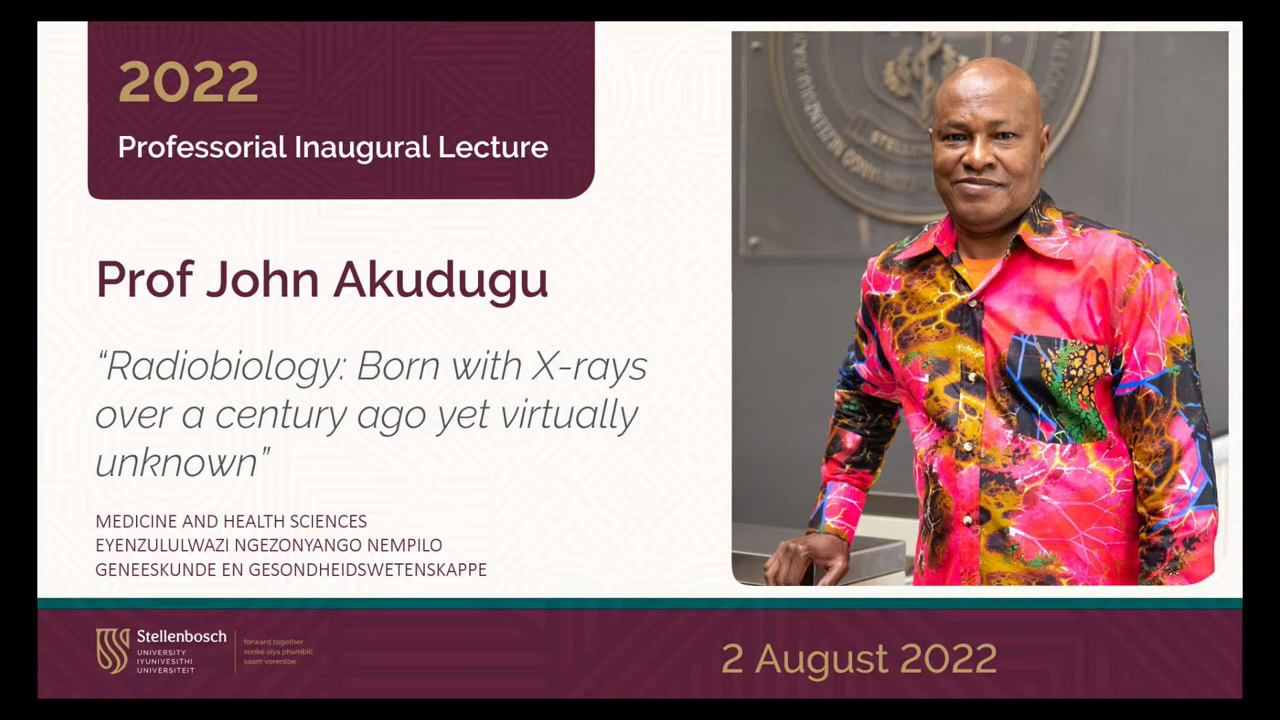 2022
Professorial Inaugural Lecture
Prof John Akudugu
“Radiobiology: Born with X-rays
over a century ago yet virtually
unknown”
MEDICINE AND HEALTH SCIENCES
EYENZULULWAZI NGEZONYANGO NEMPILO
GENEESKUNDE EN GESONDHEIDSWETENSKAPPE
Stellenbosch
UNIVERSITY
IYUNIVESITHI
UNIVERSITEIT
forward together
sonke siya phambili
saam vorentoe
2 August 2022